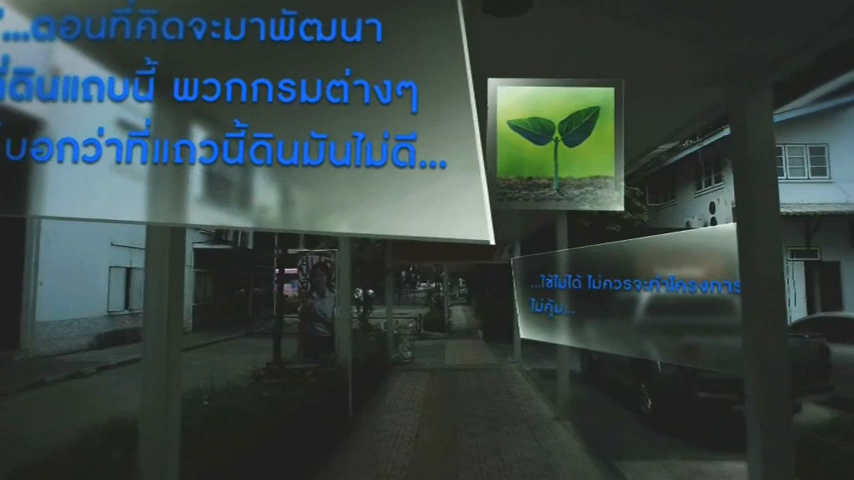 ...ตอนที่คิดจะมาพัฒนา
ที่ดินแถบนี้ พวกกรมต่างๆ
บอกว่าที่แถวนี้ดินมันไม่ดี...
...ใช้ไม่ได้ ไม่ควรจะทำโครงการ
ไม่คุ้ม...